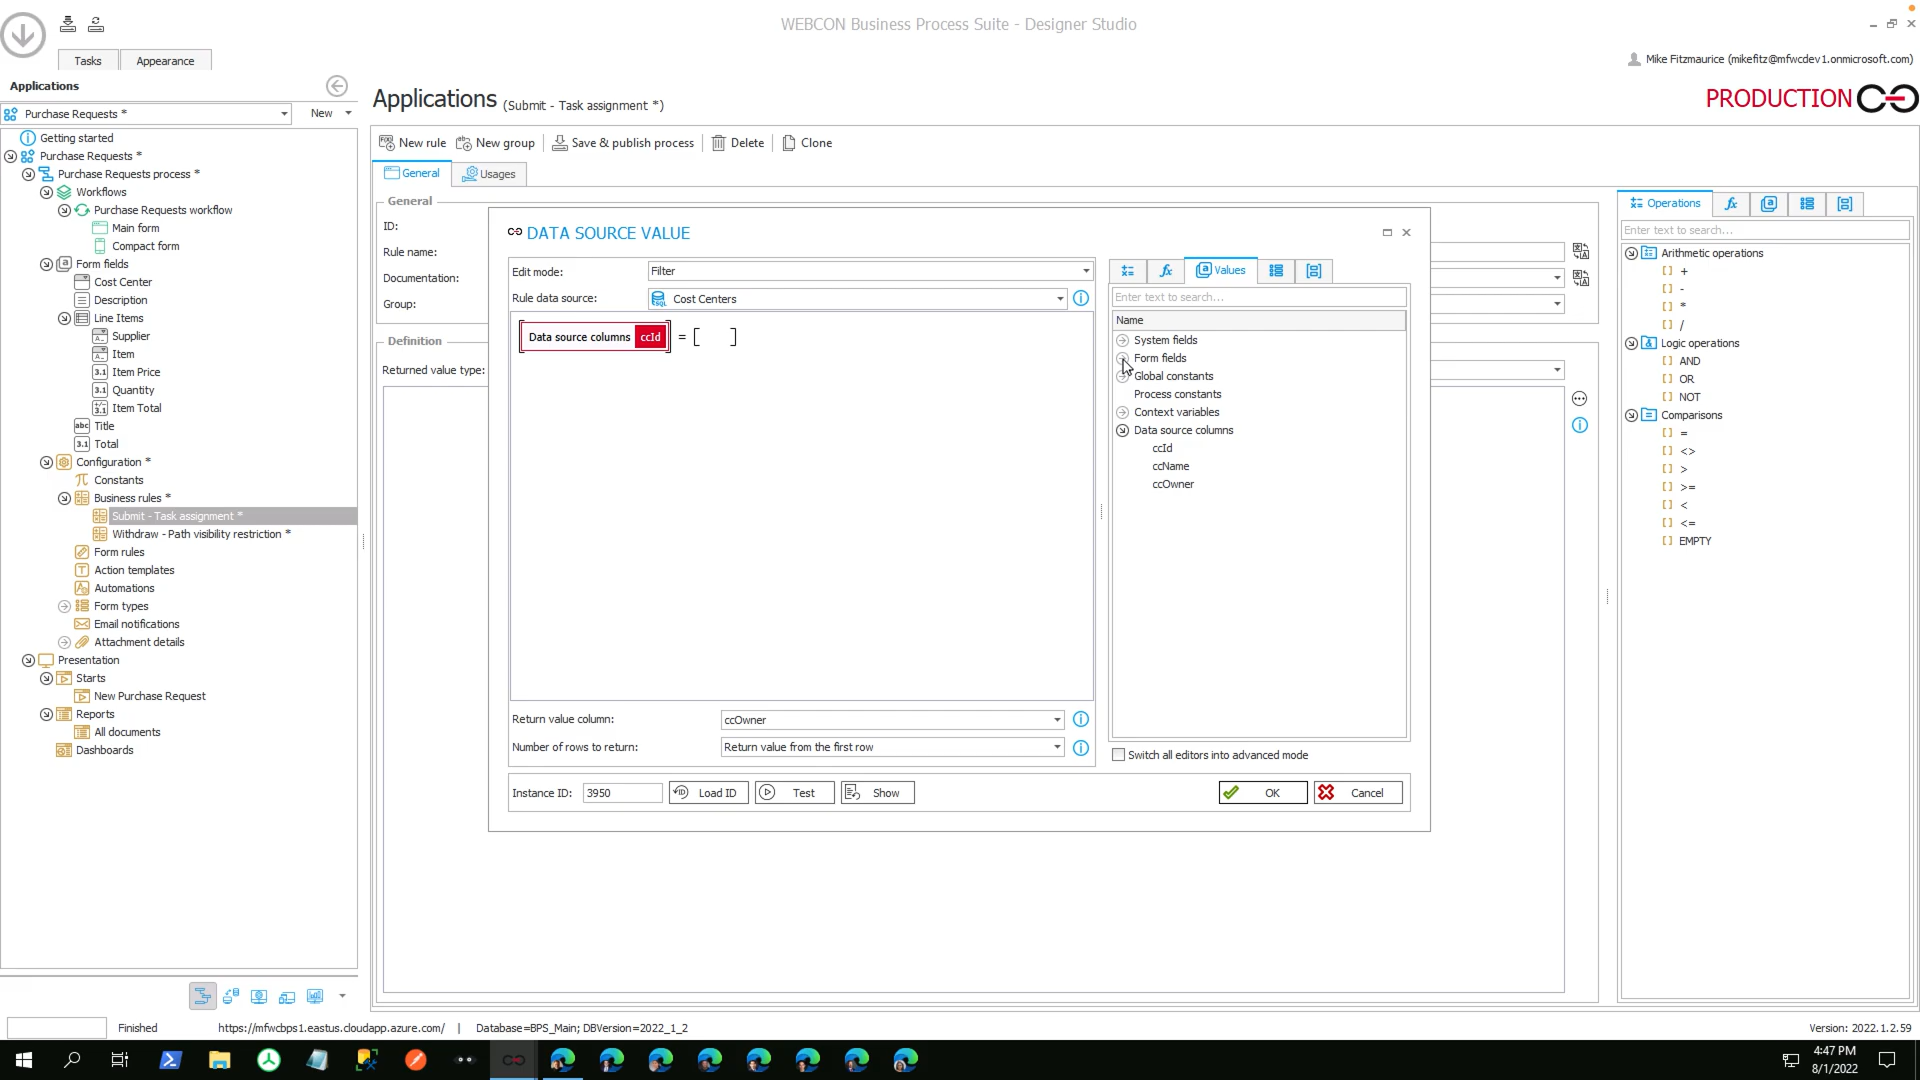 WEBCON Business Process Suite - Designer Studio
Tasks
Appearance
Mike Fitzmaurice (mikefitz@mfwcdev1.onmicrosoft.com)
Applications
Purchase Requests *
New
Getting started
Purchase Requests *
Purchase Requests process *
Workflows
Purchase Requests workflow
Main form
Compact form
Form fields
Cost Center
Description
Line Items
Supplier
Item
3.1 Item Price
3.1 Quantity
3.1 Item Total
abc Title
3.1 Total
Configuration *
Constants
Business rules *
Submit - Task assignment *
Withdraw - Path visibility restriction *
Form rules
Action templates
Automations
Form types
Email notifications
Attachment details
Presentation
Starts
New Purchase Request
Reports
All documents
Dashboards
Applications (Submit - Task assignment *)
PRODUCTION
New rule
New group
Save & publish process
Delete
Clone
General
Usages
General
ID:
Rule name:
Documentation:
Group:
Definition
Returned value type:
DATA SOURCE VALUE
Edit mode:
Filter
Rule data source:
Cost Centers
Data source columns ccId = [ ]
Return value column:
ccOwner
Number of rows to return:
Return value from the first row
Instance ID:
3950
Load ID
Test
Show
Values
Enter text to search...
Name
System fields
Form fields
Global constants
Process constants
Context variables
Data source columns
ccId
ccName
ccOwner
Switch all editors into advanced mode
OK
Cancel
Operations
Enter text to search...
Arithmetic operations
[] +
[] -
[] *
[] /
Logic operations
[] AND
[] OR
[] NOT
Comparisons
[] =
[] <>
[] >
[] >=
[] <
[] <=
[] EMPTY
Finished
https://mfwcbps1.eastus.cloudapp.azure.com/ | Database=BPS_Main; DBVersion=2022_1_2
Version: 2022.1.2.59
4:47 PM
8/1/2022